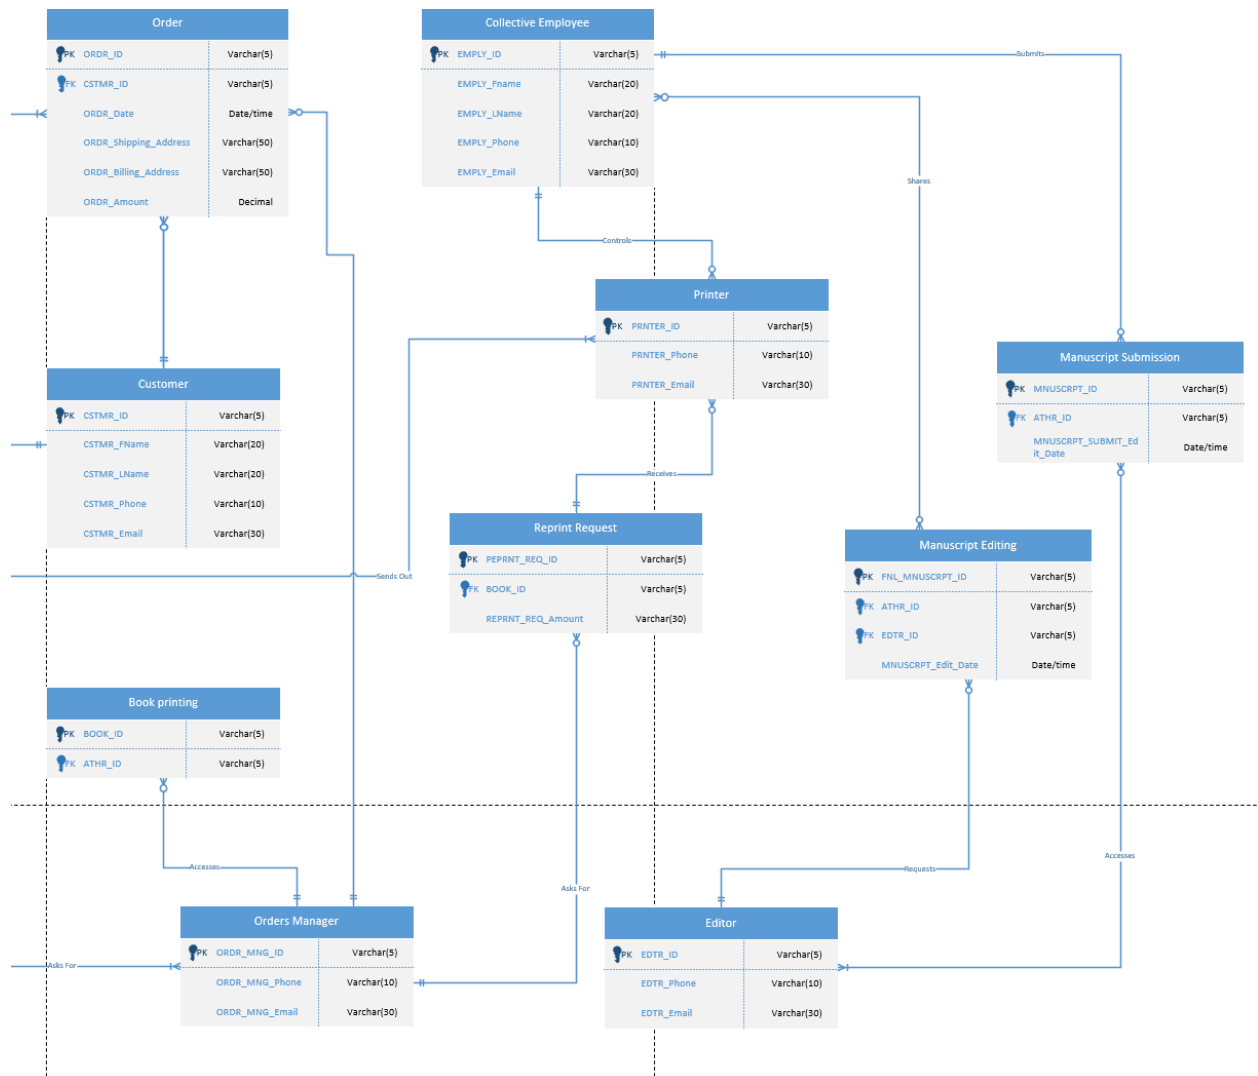 Order
PK ORDR_ID Varchar(5)
FK CSTMR_ID Varchar(5)
ORDR_Date Date/time
ORDR_Shipping_Address Varchar(50)
ORDR_Billing_Address Varchar(50)
ORDR_Amount Decimal
Collective Employee
PK EMPLY_ID Varchar(5)
EMPLY_Fname Varchar(20)
EMPLY_LName Varchar(20)
EMPLY_Phone Varchar(10)
EMPLY_Email Varchar(30)
Submits
Shares
Controls
Printer
PK PRNTER_ID Varchar(5)
PRNTER_Phone Varchar(10)
PRNTER_Email Varchar(30)
Manuscript Submission
PK MNUSCRPT_ID Varchar(5)
FK ATHR_ID Varchar(5)
MNUSCRPT_SUBMIT_Ed
it_Date Date/time
Customer
PK CSTMR_ID Varchar(5)
CSTMR_FName Varchar(20)
CSTMR_LName Varchar(20)
CSTMR_Phone Varchar(10)
CSTMR_Email Varchar(30)
Receives
Sends Out
Reprint Request
PK PEPRNT_REQ_ID Varchar(5)
FK BOOK_ID Varchar(5)
REPRNT_REQ_Amount Varchar(30)
Manuscript Editing
PK FNL_MNUSCRPT_ID Varchar(5)
FK ATHR_ID Varchar(5)
FK EDTR_ID Varchar(5)
MNUSCRPT_Edit_Date Date/time
Book printing
PK BOOK_ID Varchar(5)
FK ATHR_ID Varchar(5)
Accesses
Asks For
Requests
Accesses
Orders Manager
PK ORDR_MNG_ID Varchar(5)
ORDR_MNG_Phone Varchar(10)
ORDR_MNG_Email Varchar(30)
Asks For
Editor
PK EDTR_ID Varchar(5)
EDTR_Phone Varchar(10)
EDTR_Email Varchar(30)